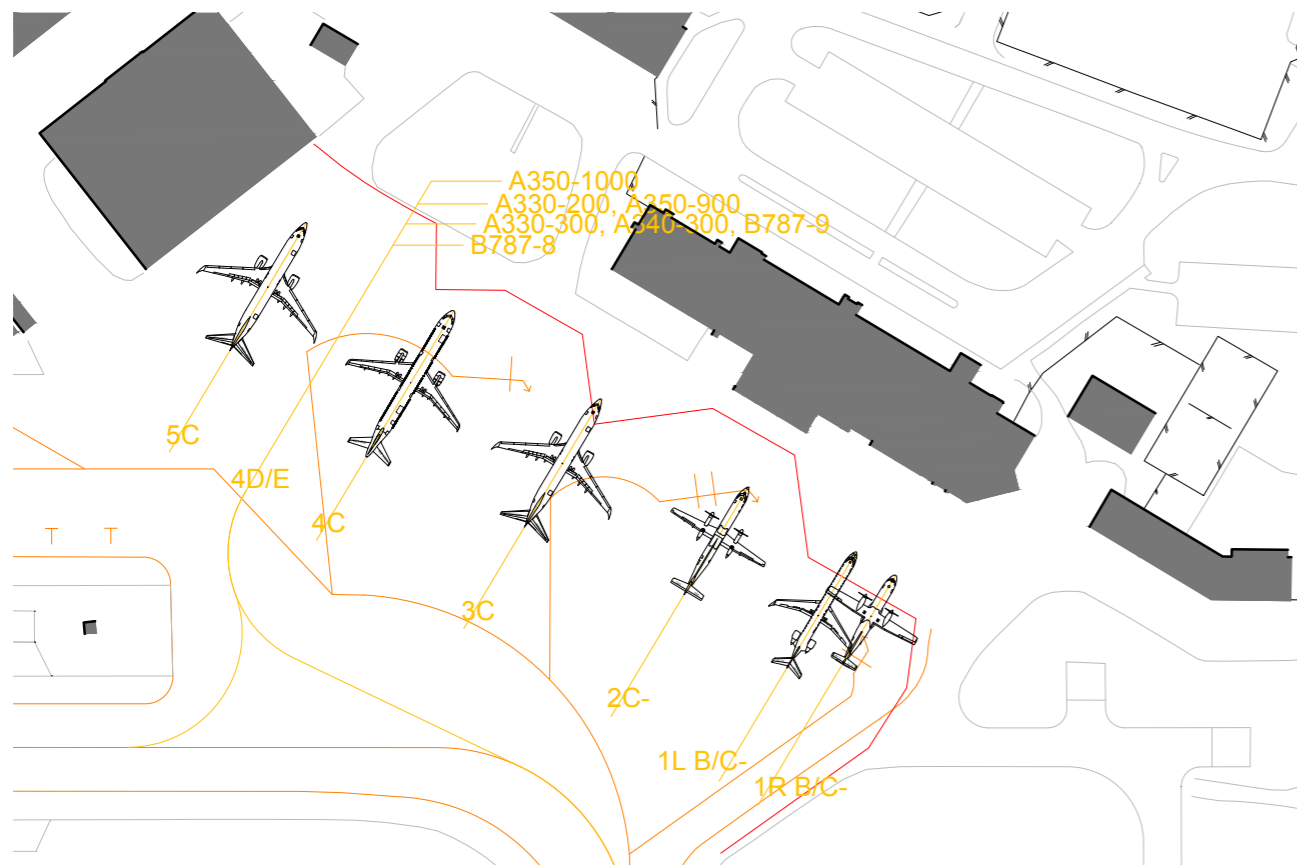 A350-1000
A330-200, A350-900
A330-300, A340-300, B787-9
B787-8
5C
4D/E
4C
3C
2C-
1L B/C-
1R B/C-